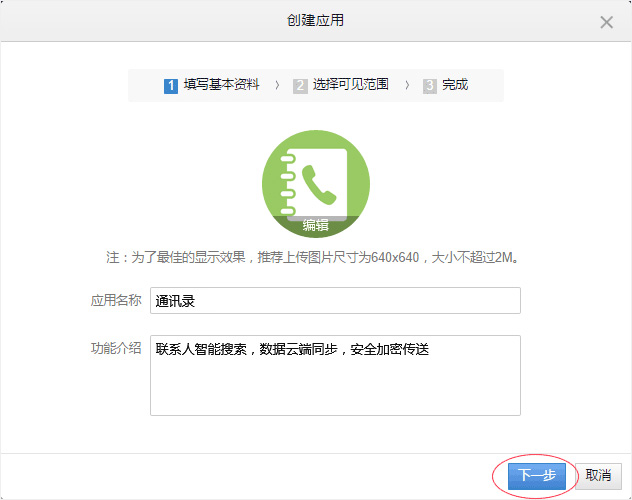 创建应用
1 填写基本资料 > 2 选择可见范围 > 3 完成
编辑
注：为了最佳的显示效果，推荐上传图片尺寸为640x640，大小不超过2M。
应用名称 通讯录
功能介绍 联系人智能搜索，数据云端同步，安全加密传送
下一步 取消